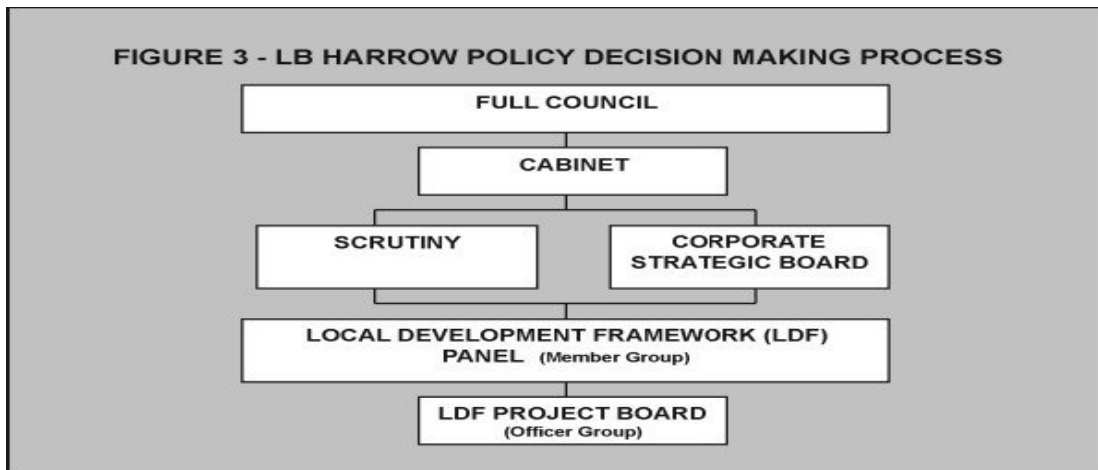 FIGURE 3 - LB HARROW POLICY DECISION MAKING PROCESS
FULL COUNCIL
CABINET
SCRUTINY
CORPORATE
STRATEGIC BOARD
LOCAL DEVELOPMENT FRAMEWORK (LDF)
PANEL (Member Group)
LDF PROJECT BOARD
(Officer Group)